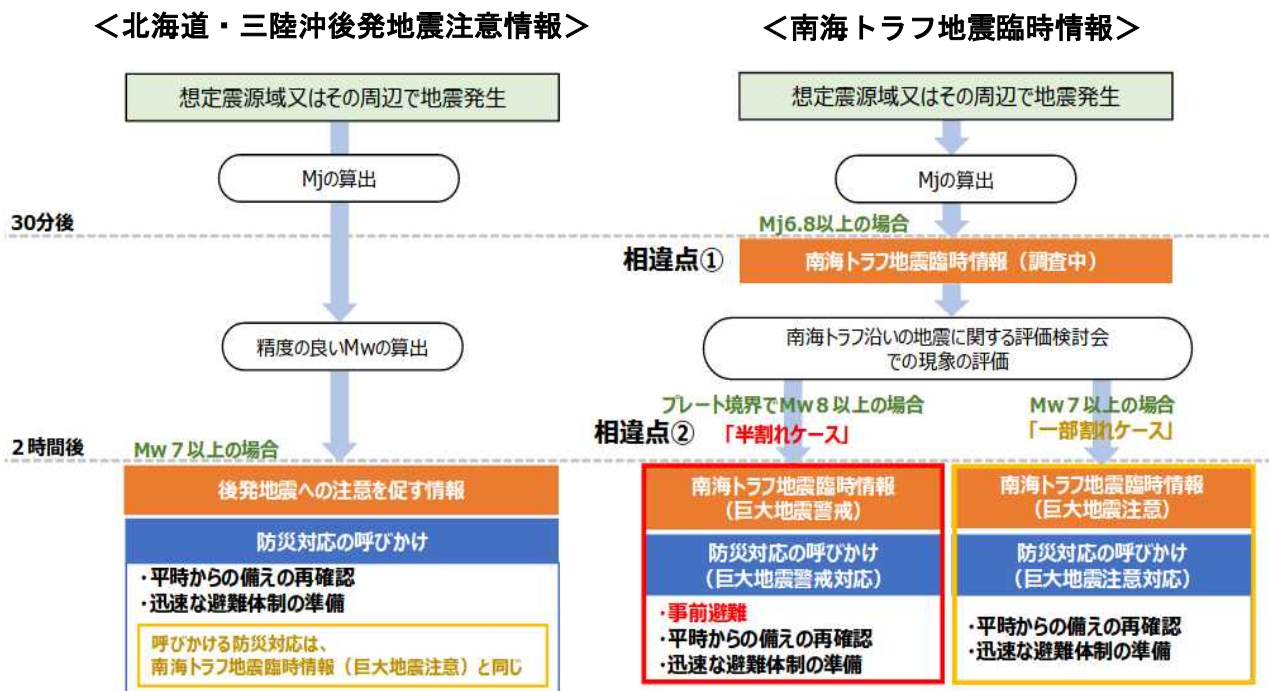 ＜北海道・三陸沖後発地震注意情報＞
想定震源域又はその周辺で地震発生
Mjの算出
30分後
精度の良いMwの算出
2時間後
Mw７以上の場合
後発地震への注意を促す情報
防災対応の呼びかけ
・平時からの備えの再確認
・迅速な避難体制の準備
呼びかける防災対応は、
南海トラフ地震臨時情報（巨大地震注意）と同じ
＜南海トラフ地震臨時情報＞
想定震源域又はその周辺で地震発生
Mjの算出
Mj6.8以上の場合
相違点①
南海トラフ地震臨時情報（調査中）
南海トラフ沿いの地震に関する評価検討会
での現象の評価
プレート境界でMw８以上の場合
相違点②
「半割れケース」
Mw７以上の場合
「一部割れケース」
南海トラフ地震臨時情報
（巨大地震警戒）
防災対応の呼びかけ
（巨大地震警戒対応）
・事前避難
・平時からの備えの再確認
・迅速な避難体制の準備
南海トラフ地震臨時情報
（巨大地震注意）
防災対応の呼びかけ
（巨大地震注意対応）
・平時からの備えの再確認
・迅速な避難体制の準備